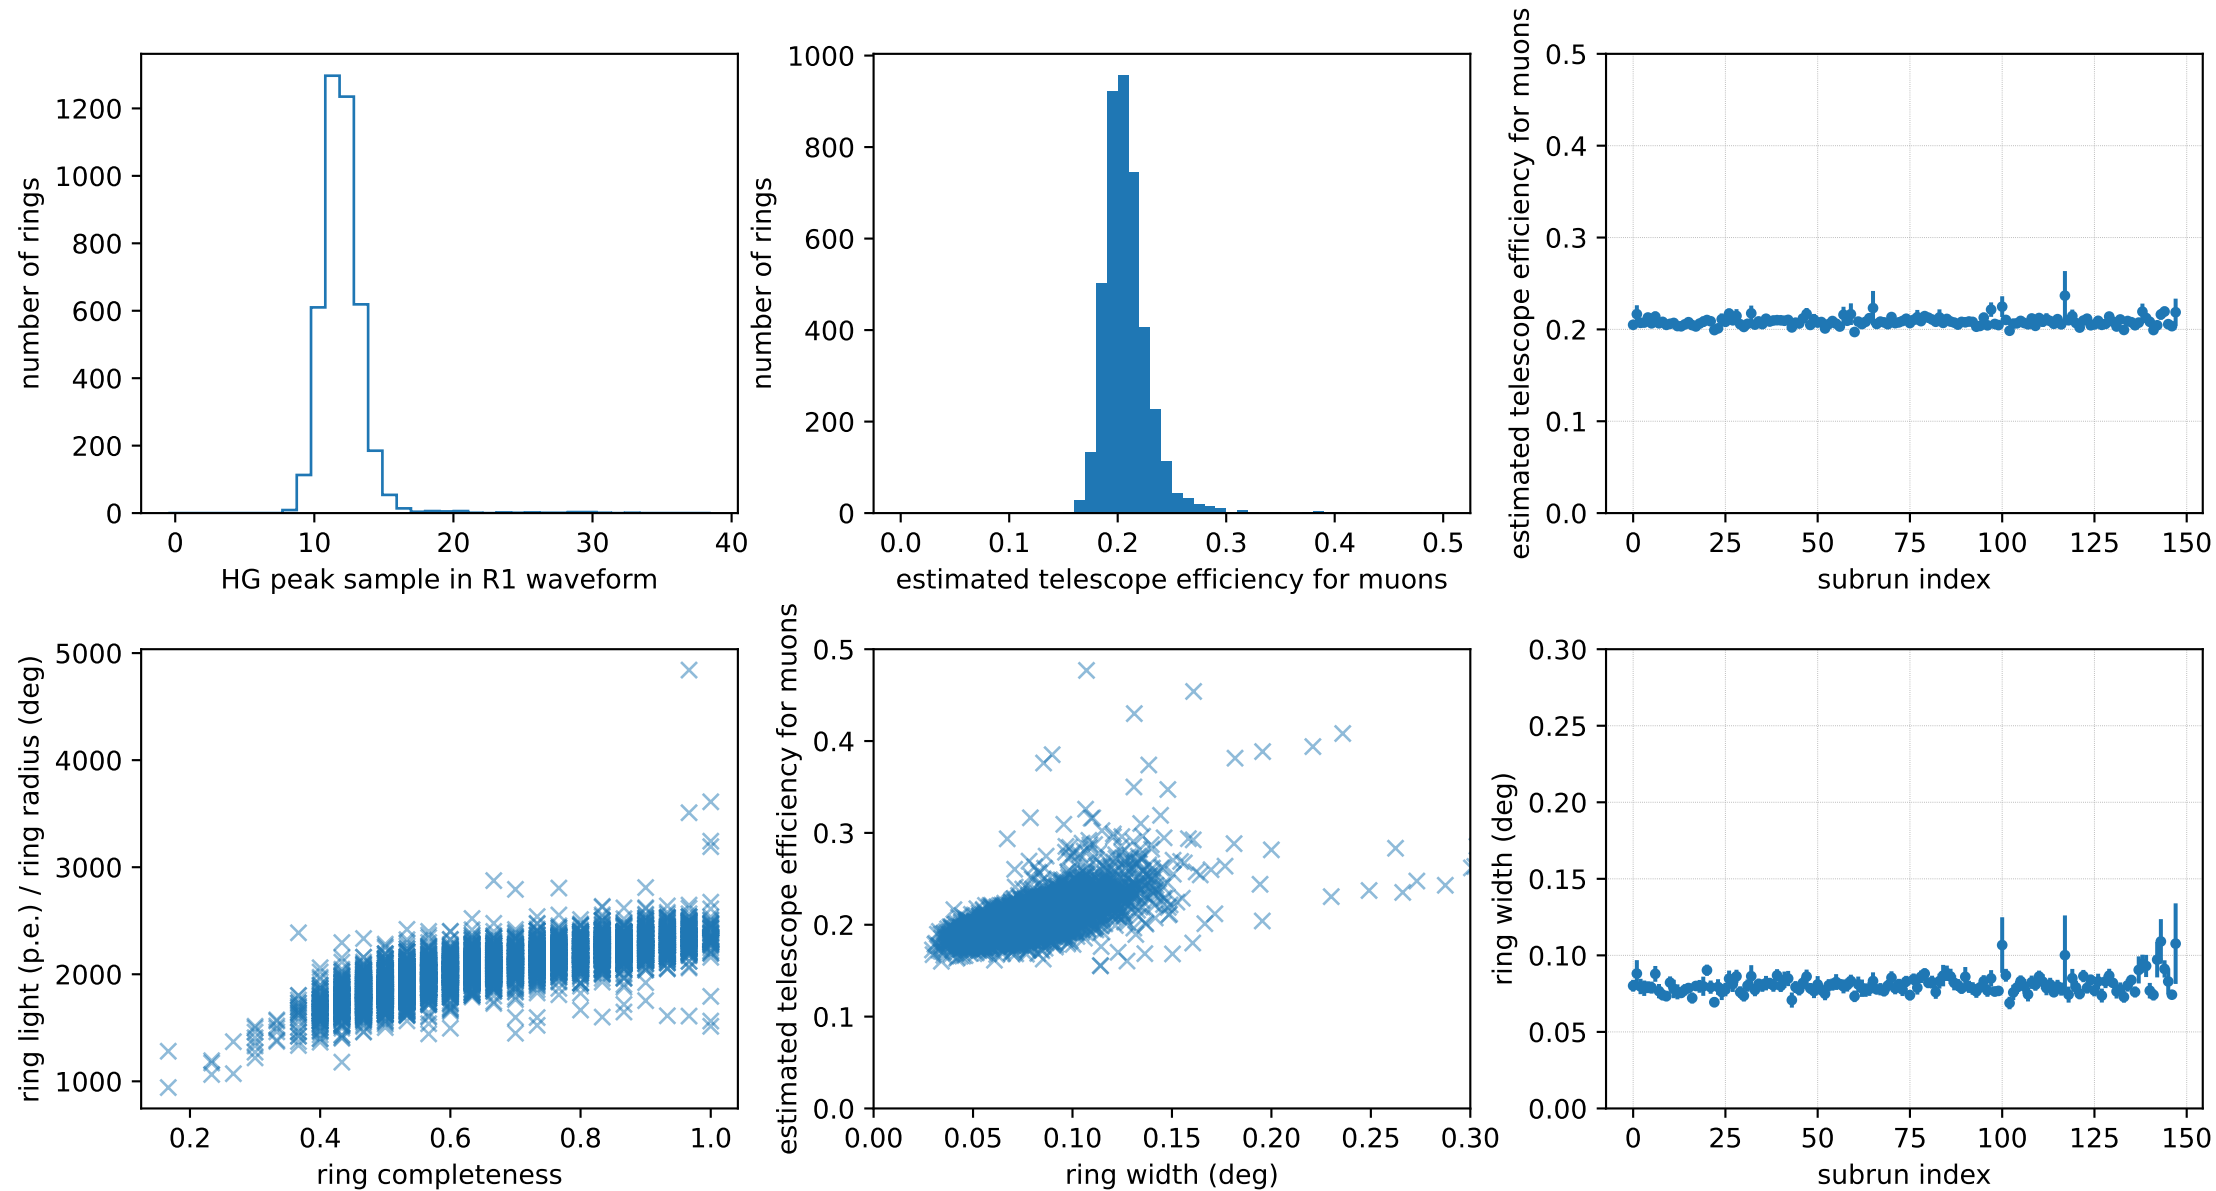 1200
1000
800
600
400
200
0
number of rings
0 10 20 30 40
HG peak sample in R1 waveform
1000
800
600
400
200
0
number of rings
0.0 0.1 0.2 0.3 0.4 0.5
estimated telescope efficiency for muons
0.5
0.4
0.3
0.2
0.1
0.0
estimated telescope efficiency for muons
0 25 50 75 100 125 150
subrun index
5000
4000
3000
2000
1000
ring light (p.e.) / ring radius (deg)
0.2 0.4 0.6 0.8 1.0
ring completeness
0.5
0.4
0.3
0.2
0.1
0.0
estimated telescope efficiency for muons
0.00 0.05 0.10 0.15 0.20 0.25 0.30
ring width (deg)
0.30
0.25
0.20
0.15
0.10
0.05
0.00
ring width (deg)
0 25 50 75 100 125 150
subrun index